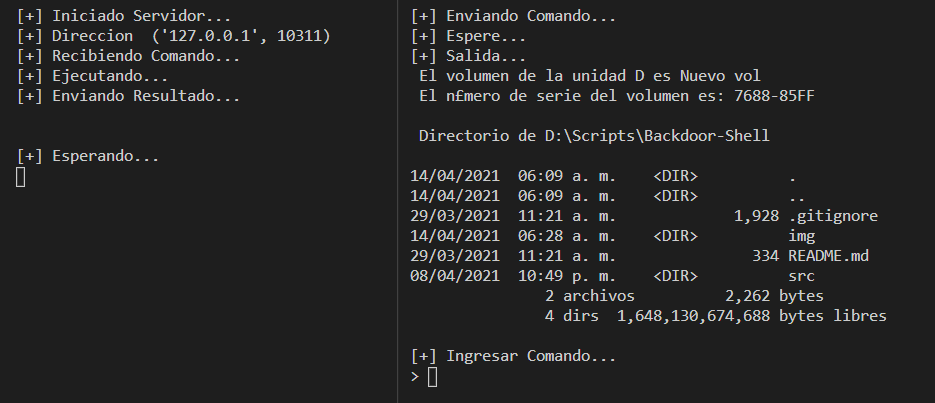 [+] Iniciado Servidor...
[+] Direccion  ('127.0.0.1', 10311)
[+] Recibiendo Comando...
[+] Ejecutando...
[+] Enviando Resultado...
[+] Esperando...
[+] Enviando Comando...
[+] Espere...
[+] Salida...
El volumen de la unidad D es Nuevo vol
El n£mero de serie del volumen es: 7688-85FF
Directorio de D:\Scripts\Backdoor-Shell
14/04/2021  06:09 a. m.    <DIR>          .
14/04/2021  06:09 a. m.    <DIR>          ..
29/03/2021  11:21 a. m.             1,928 .gitignore
14/04/2021  06:28 a. m.    <DIR>          img
29/03/2021  11:21 a. m.               334 README.md
08/04/2021  10:49 p. m.    <DIR>          src
2 archivos          2,262 bytes
4 dirs  1,648,130,674,688 bytes libres
[+] Ingresar Comando...
>